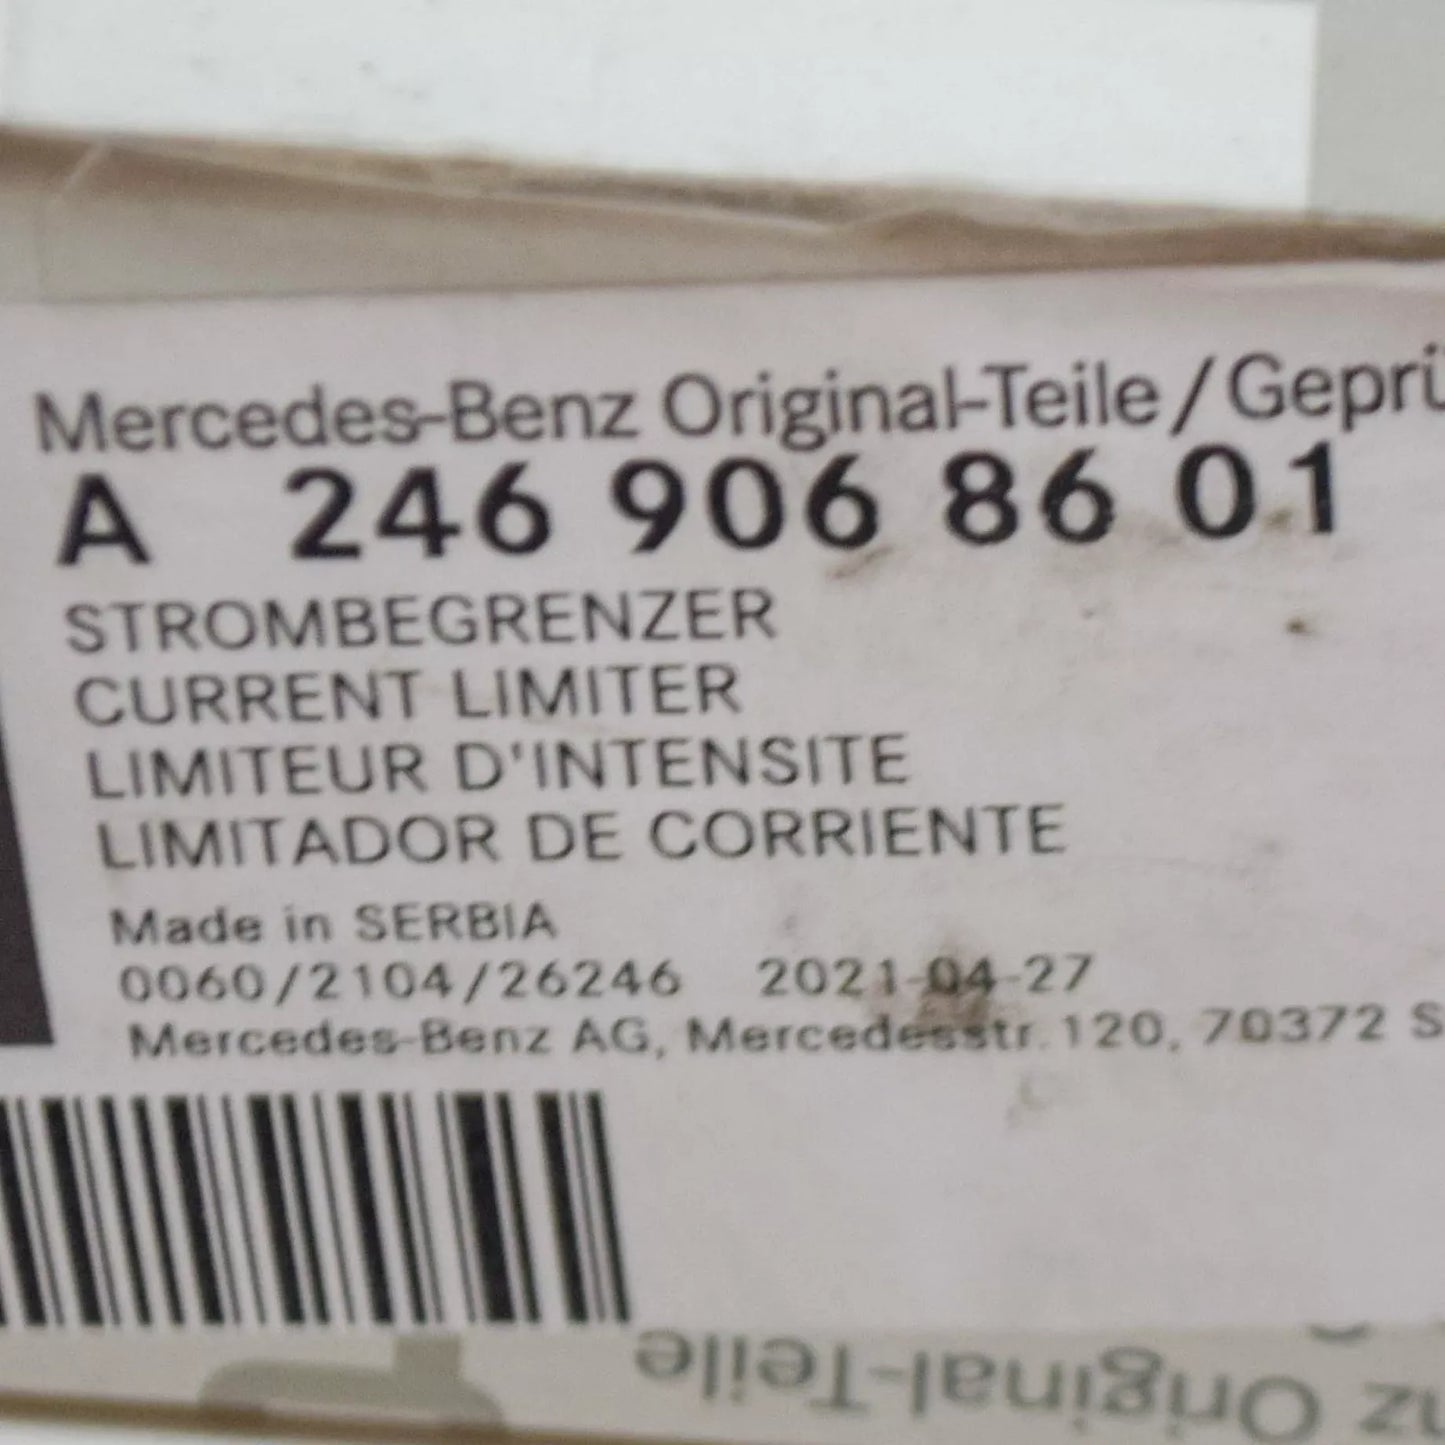 Mercedes-Benz Original-Teile/Geprü
A 246 906 86 01
STROMBEGRENZER
CURRENT LIMITER
LIMITEUR D'INTENSITE
LIMITADOR DE CORRIENTE
Made in SERBIA
0060/2104/26246 2021-04-27
Mercedes-Benz AG, Mercedesstr. 120, 70372 S
nz Original-Teile